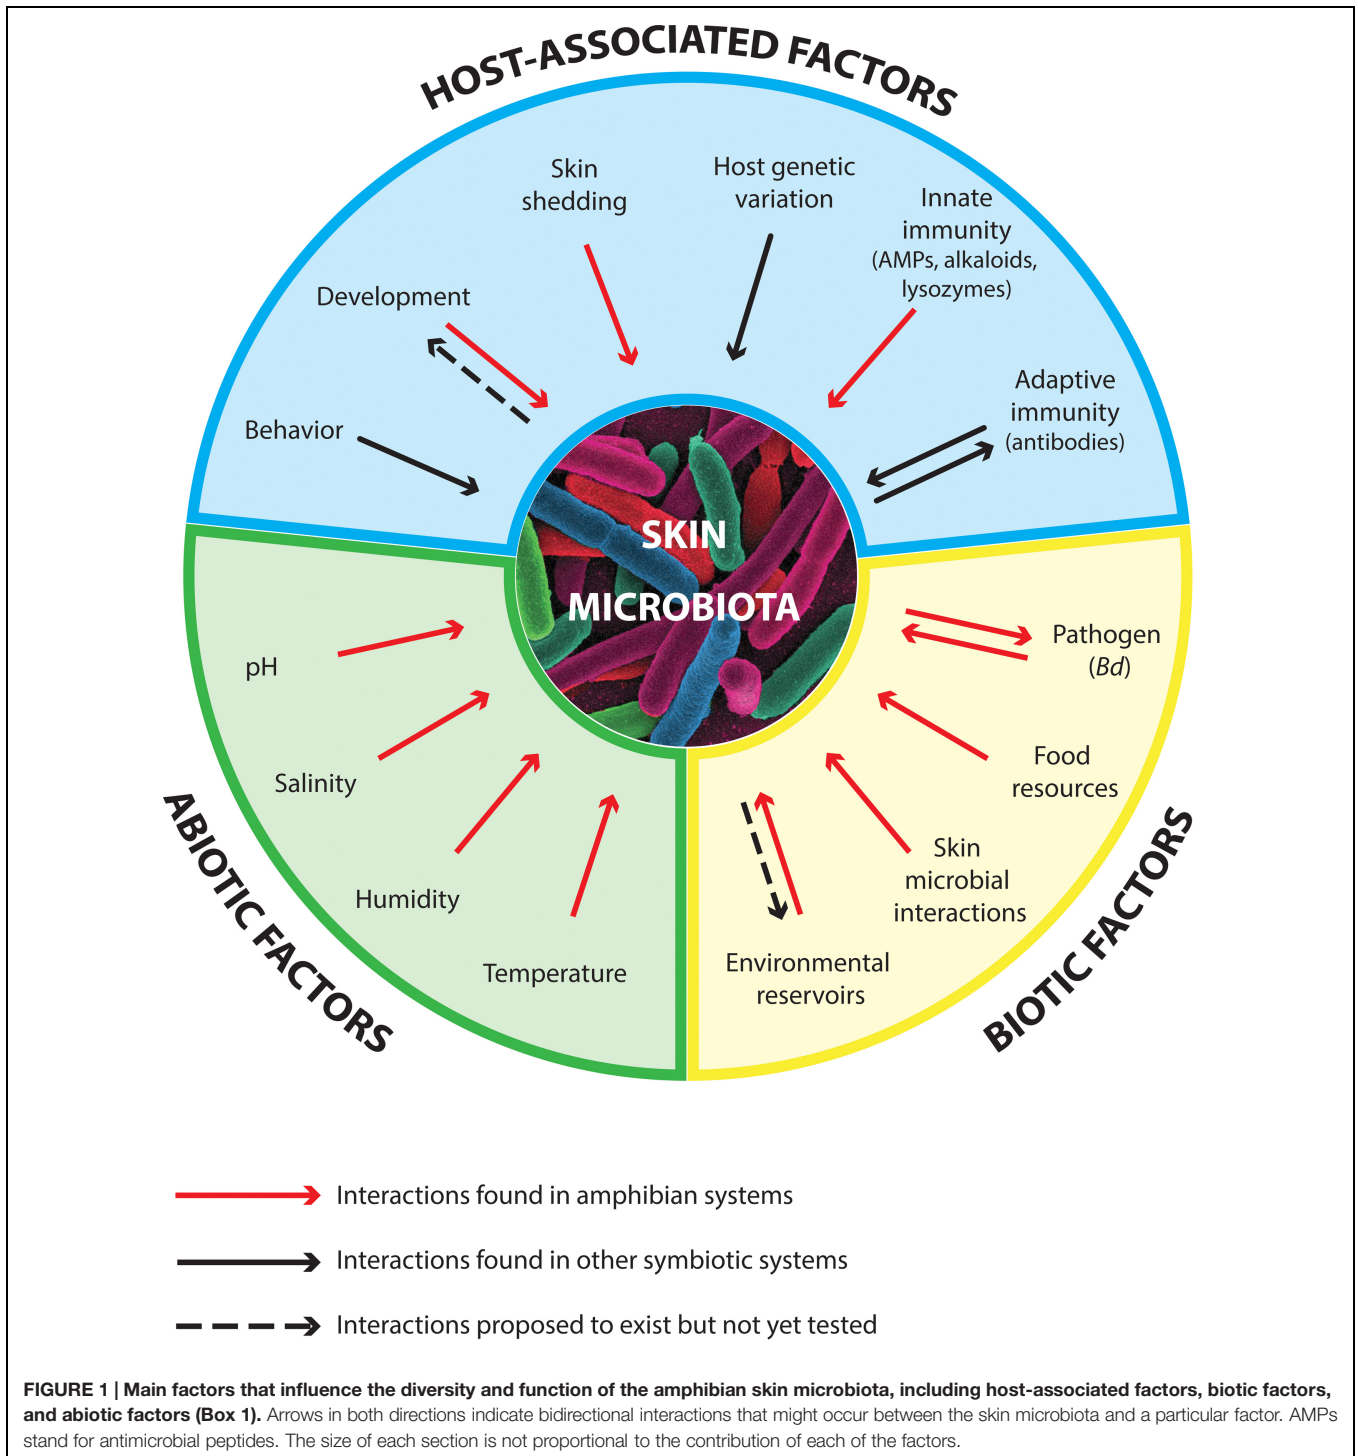 HOST-ASSOCIATED FACTORS
Skin
shedding
Host genetic
variation
Innate
immunity
(AMPs, alkaloids,
lysozymes)
Development
Adaptive
immunity
(antibodies)
Behavior
SKIN
MICROBIOTA
pH
Salinity
Humidity
Temperature
ABIOTIC FACTORS
Pathogen
(Bd)
Food
resources
Skin
microbial
interactions
Environmental
reservoirs
BIOTIC FACTORS
Interactions found in amphibian systems
Interactions found in other symbiotic systems
Interactions proposed to exist but not yet tested
FIGURE 1 | Main factors that influence the diversity and function of the amphibian skin microbiota, including host-associated factors, biotic factors,
and abiotic factors (Box 1). Arrows in both directions indicate bidirectional interactions that might occur between the skin microbiota and a particular factor. AMPs
stand for antimicrobial peptides. The size of each section is not proportional to the contribution of each of the factors.